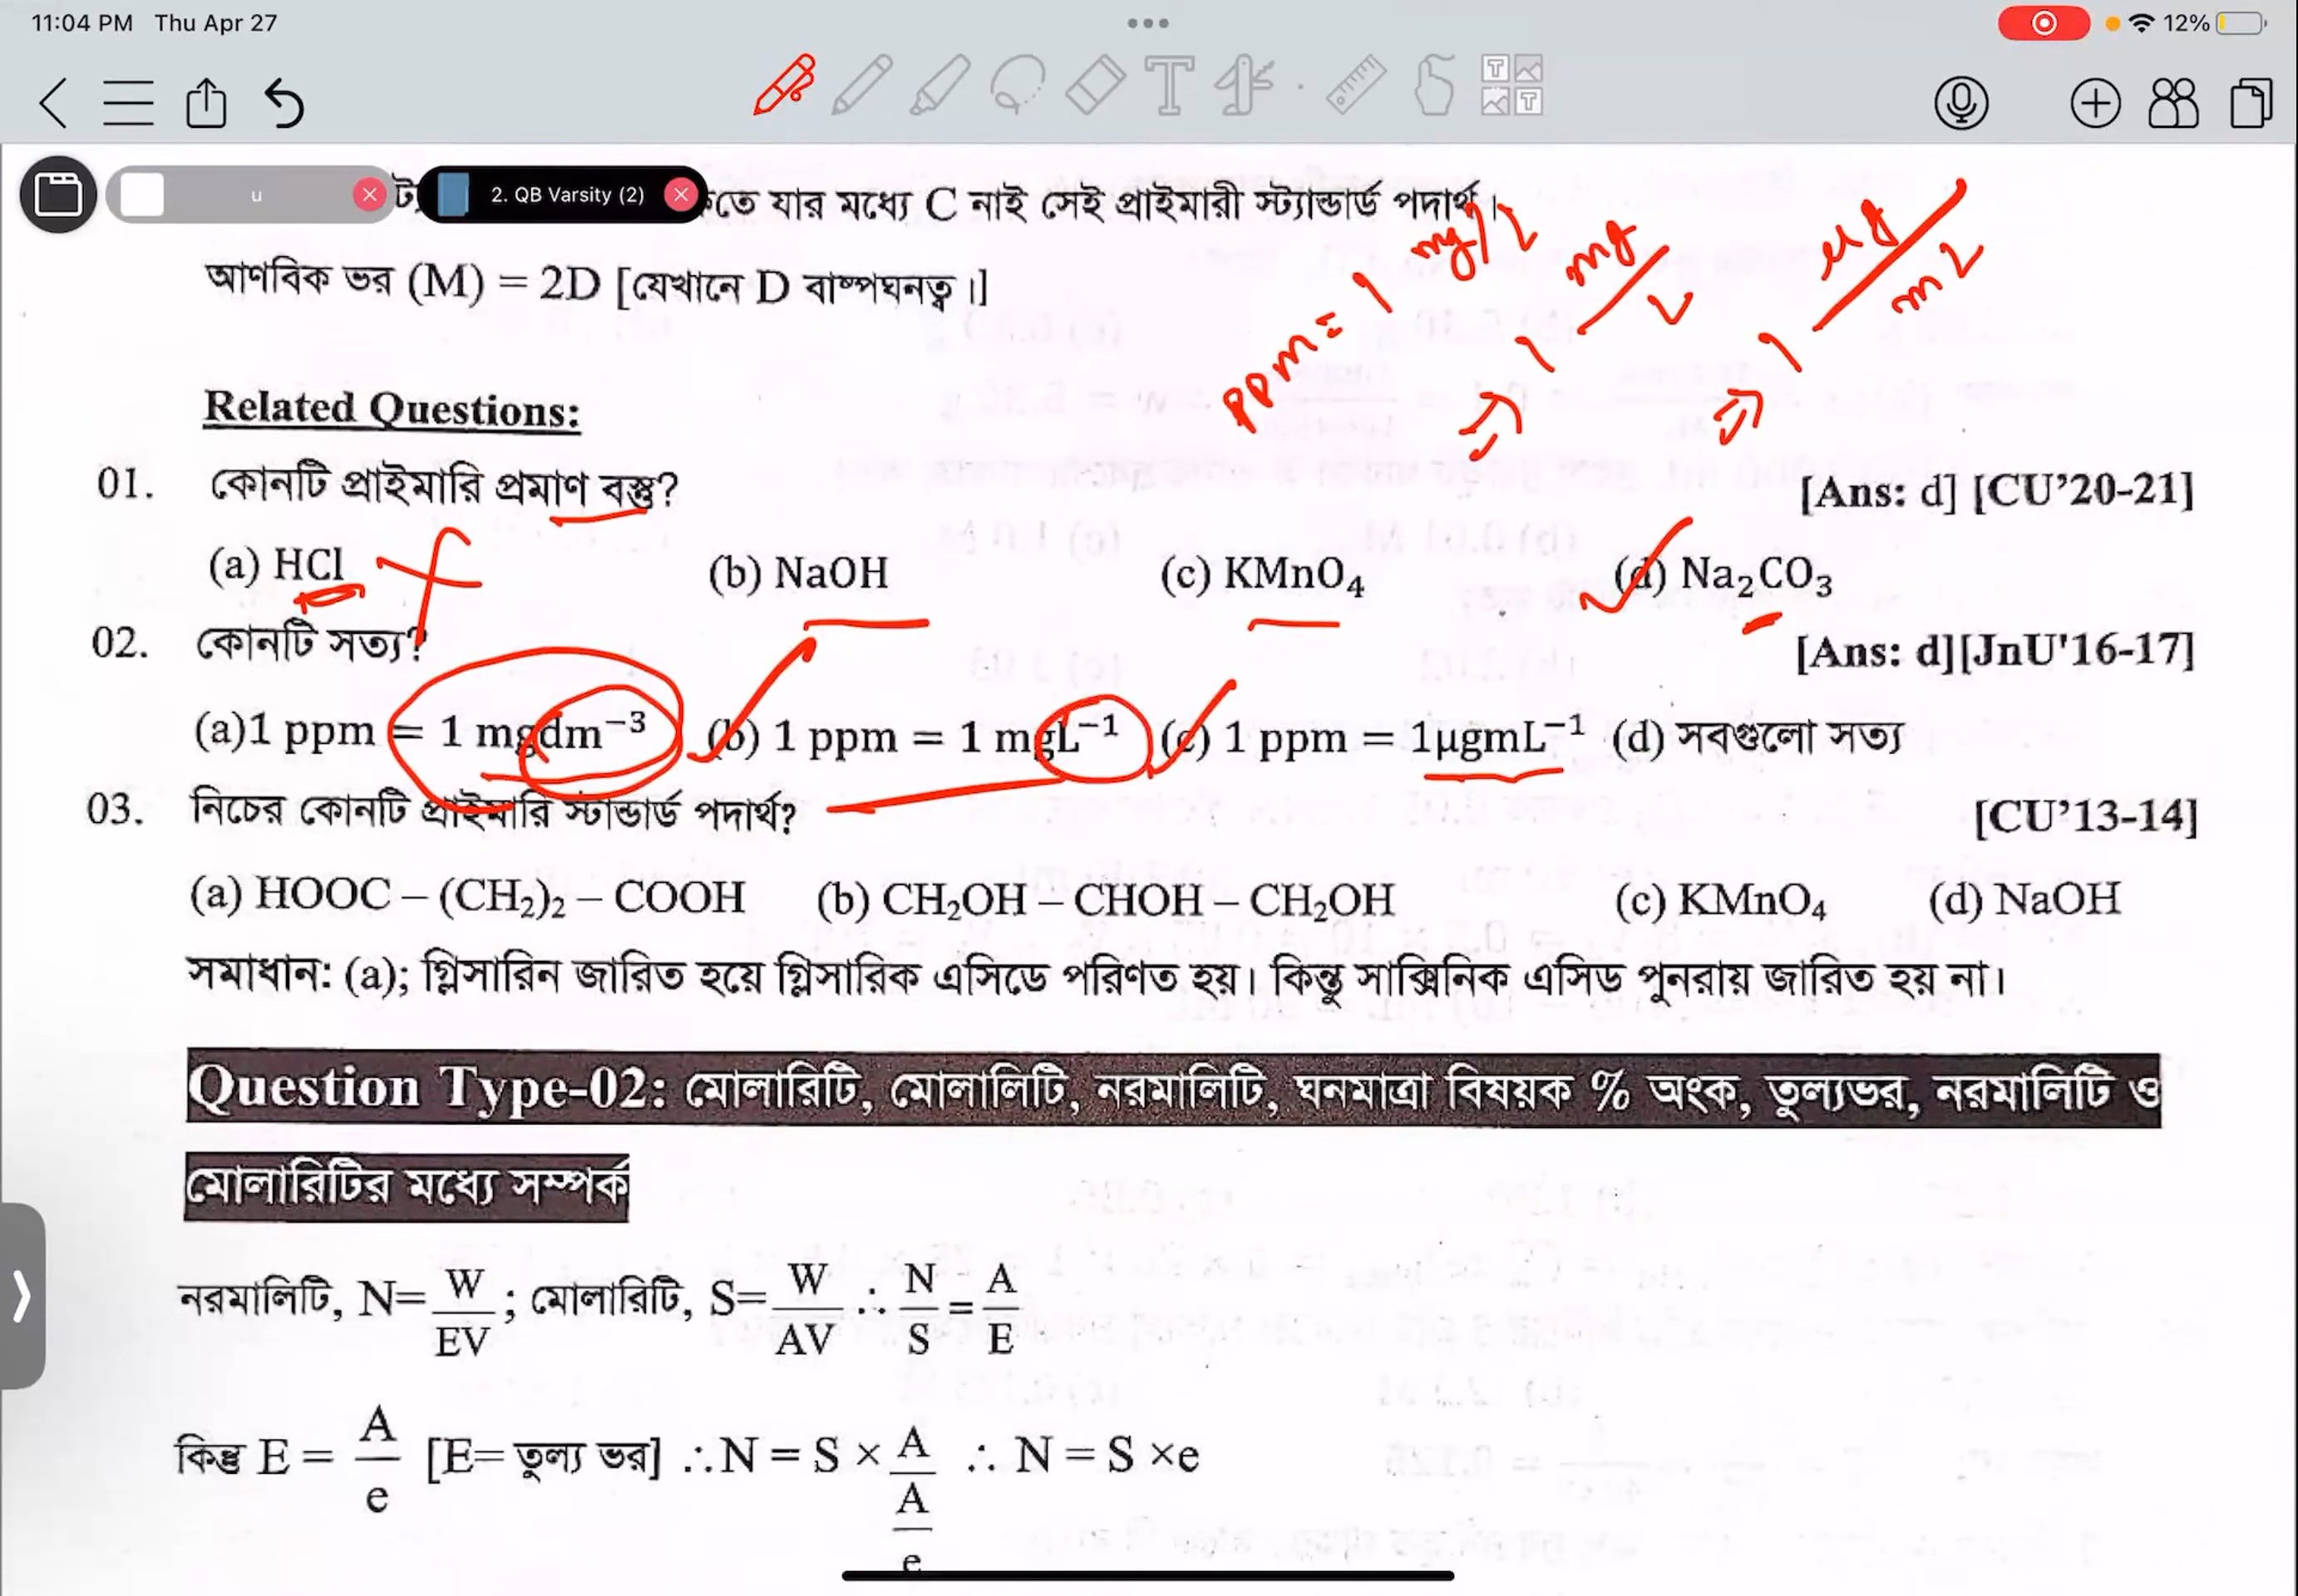 11:04 PM Thu Apr 27
12%
u
2. QB Varsity (2)
কতে যার মধ্যে C নাই সেই প্রাইমারী স্ট্যান্ডার্ড পদার্থ।
আণবিক ভর (M) = 2D [যেখানে D বাষ্পঘনত্ব।]
ppm = 1 mg/L
⇒ 1 mg/L
⇒ 1 μg/mL
Related Questions:
01. কোনটি প্রাইমারি প্রমাণ বস্তু? [Ans: d] [CU’20-21]
(a) HCl (b) NaOH (c) KMnO₄ (d) Na₂CO₃
02. কোনটি সত্য? [Ans: d][JnU'16-17]
(a)1 ppm = 1 mgdm⁻³ (b) 1 ppm = 1 mgL⁻¹ (c) 1 ppm = 1μgmL⁻¹ (d) সবগুলো সত্য
03. নিচের কোনটি প্রাইমারি স্টান্ডার্ড পদার্থ? [CU’13-14]
(a) HOOC – (CH₂)₂ – COOH (b) CH₂OH – CHOH – CH₂OH (c) KMnO₄ (d) NaOH
সমাধান: (a); গ্লিসারিন জারিত হয়ে গ্লিসারিক এসিডে পরিণত হয়। কিন্তু সাক্সিনিক এসিড পুনরায় জারিত হয় না।
Question Type-02: মোলারিটি, মোলালিটি, নরমালিটি, ঘনমাত্রা বিষয়ক % অংক, তুল্যভর, নরমালিটি ও
মোলারিটির মধ্যে সম্পর্ক
নরমালিটি, N= W/EV ; মোলারিটি, S= W/AV ∴ N/S = A/E
কিন্তু E = A/e [E= তুল্য ভর] ∴ N = S × A/(A/e) ∴ N = S ×e